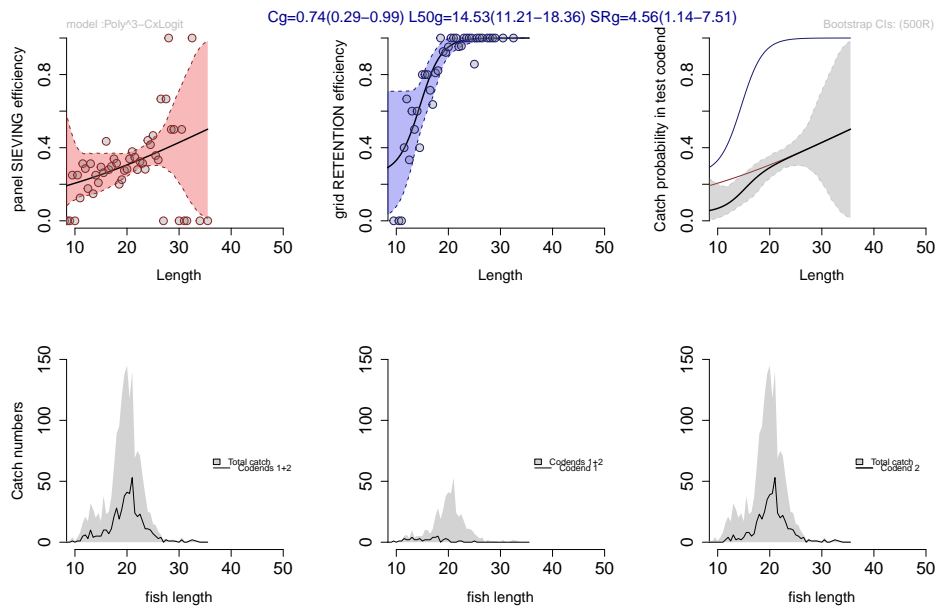 Cg=0.74(0.29−0.99) L50g=14.53(11.21−18.36) SRg=4.56(1.14−7.51)
model :Poly^3−CxLogit
Bootstrap CIs: (500R)
panel SIEVING efficiency
0.0 0.4 0.8
10 20 30 40 50
Length
grid RETENTION efficiency
0.0 0.4 0.8
10 20 30 40 50
Length
Catch probability in test codend
0.0 0.4 0.8
10 20 30 40 50
Length
Catch numbers
0 50 100 150
Total catch
Codends 1+2
10 20 30 40 50
fish length
0 50 100 150
Codends 1+2
Codend 1
10 20 30 40 50
fish length
0 50 100 150
Total catch
Codend 2
10 20 30 40 50
fish length